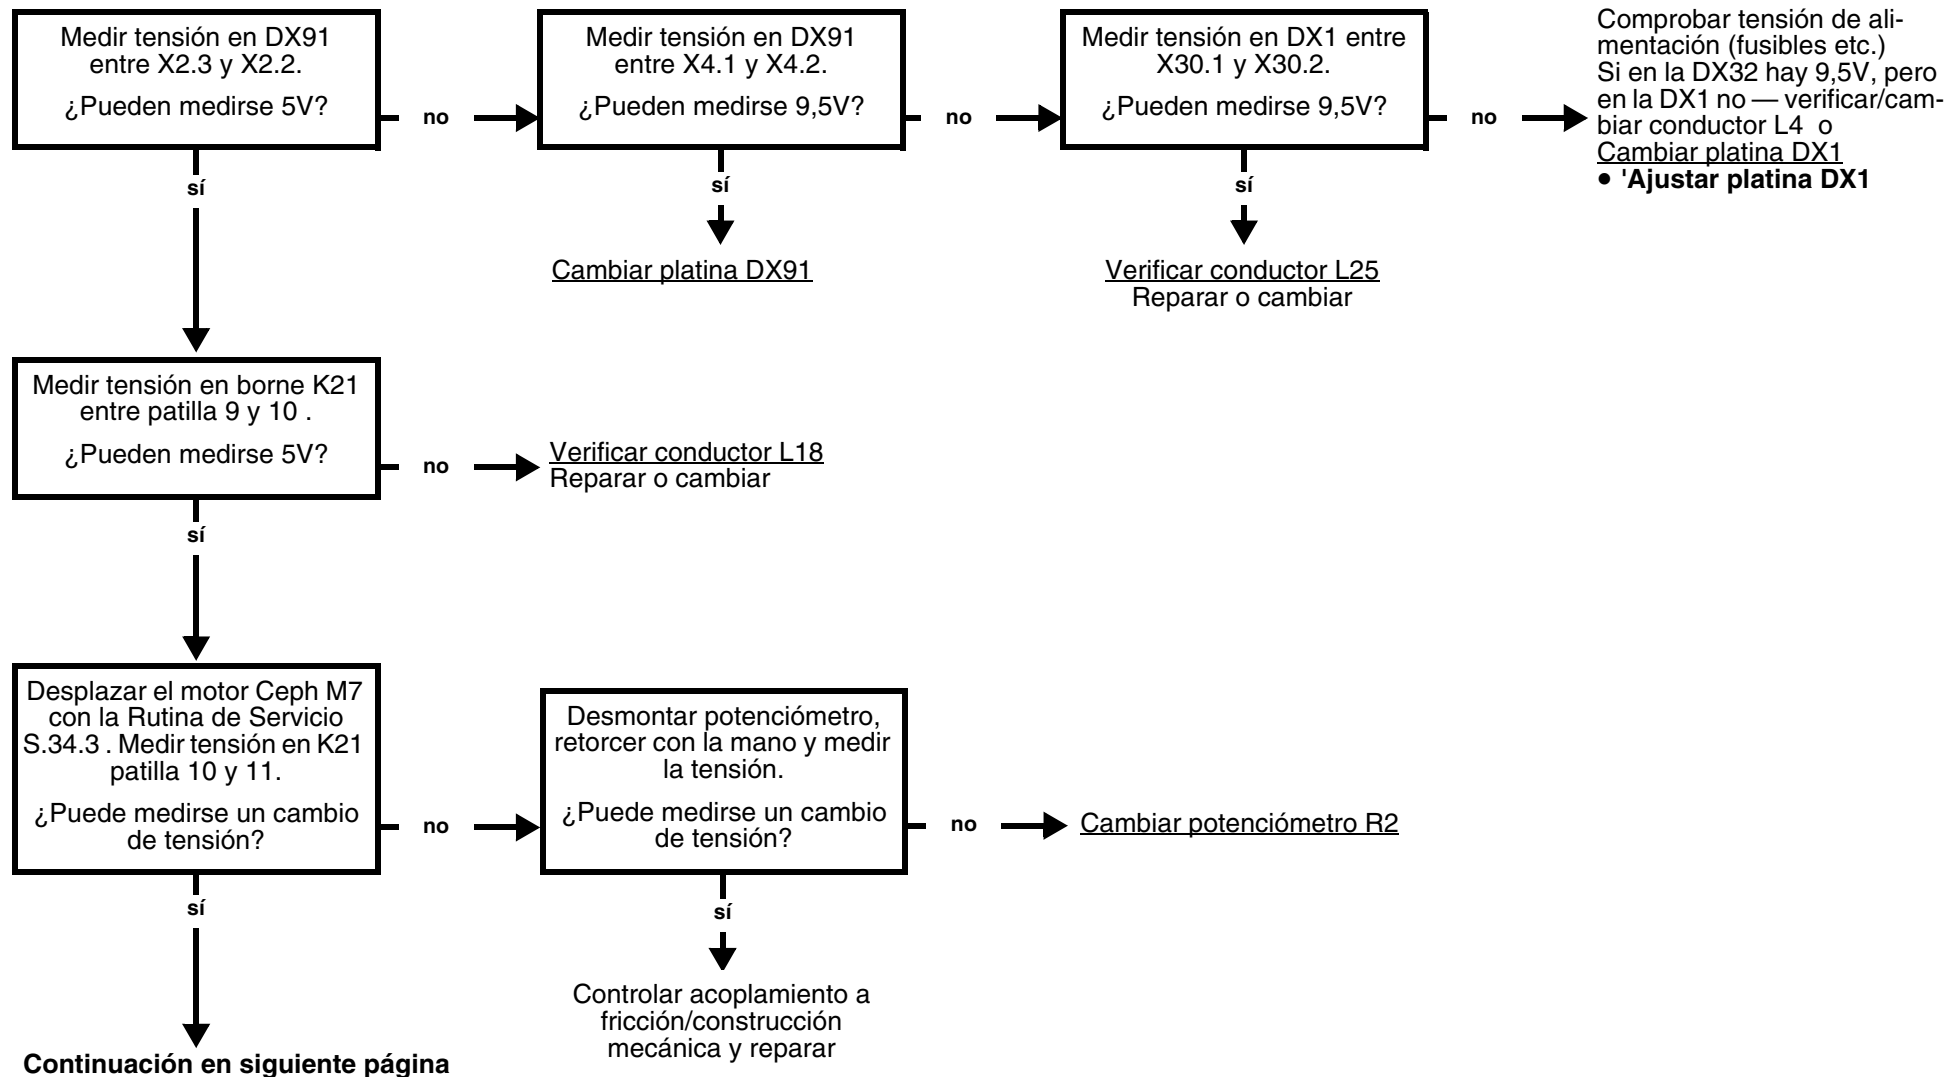 Medir tensión en DX91
entre X2.3 y X2.2.
¿Pueden medirse 5V?
no
Medir tensión en DX91
entre X4.1 y X4.2.
¿Pueden medirse 9,5V?
no
Medir tensión en DX1 entre
X30.1 y X30.2.
¿Pueden medirse 9,5V?
no
Comprobar tensión de ali-
mentación (fusibles etc.)
Si en la DX32 hay 9,5V, pero
en la DX1 no — verificar/cam-
biar conductor L4 o
Cambiar platina DX1
• 'Ajustar platina DX1
sí
sí
sí
Cambiar platina DX91
Verificar conductor L25
Reparar o cambiar
Medir tensión en borne K21
entre patilla 9 y 10 .
¿Pueden medirse 5V?
no
Verificar conductor L18
Reparar o cambiar
sí
Desplazar el motor Ceph M7
con la Rutina de Servicio
S.34.3 . Medir tensión en K21
patilla 10 y 11.
¿Puede medirse un cambio
de tensión?
no
Desmontar potenciómetro,
retorcer con la mano y medir
la tensión.
¿Puede medirse un cambio
de tensión?
no
Cambiar potenciómetro R2
sí
sí
Controlar acoplamiento a
fricción/construcción
mecánica y reparar
Continuación en siguiente página